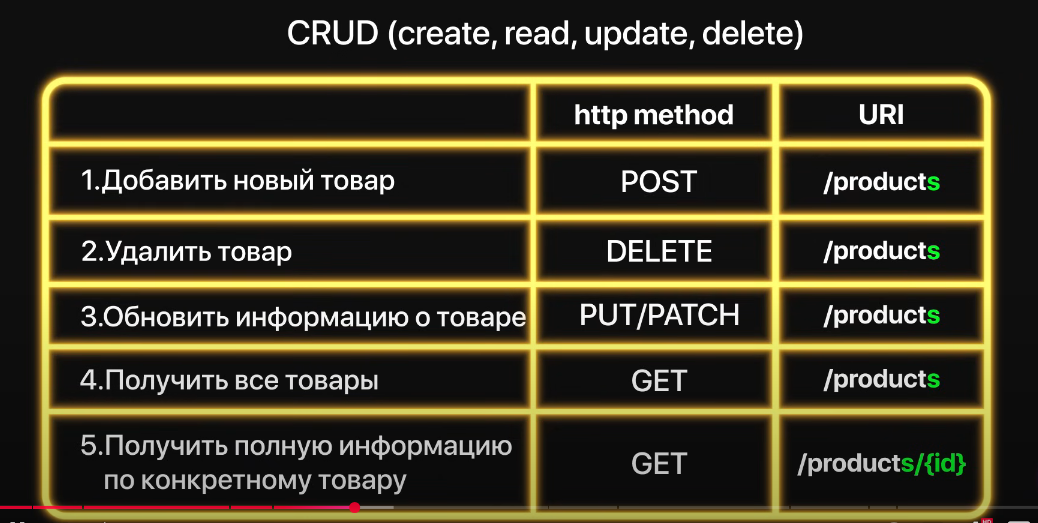 CRUD (create, read, update, delete)
http method URI
1.Добавить новый товар POST /products
2.Удалить товар DELETE /products
3.Обновить информацию о товаре PUT/PATCH /products
4.Получить все товары GET /products
5.Получить полную информацию
по конкретному товару GET /products/{id}